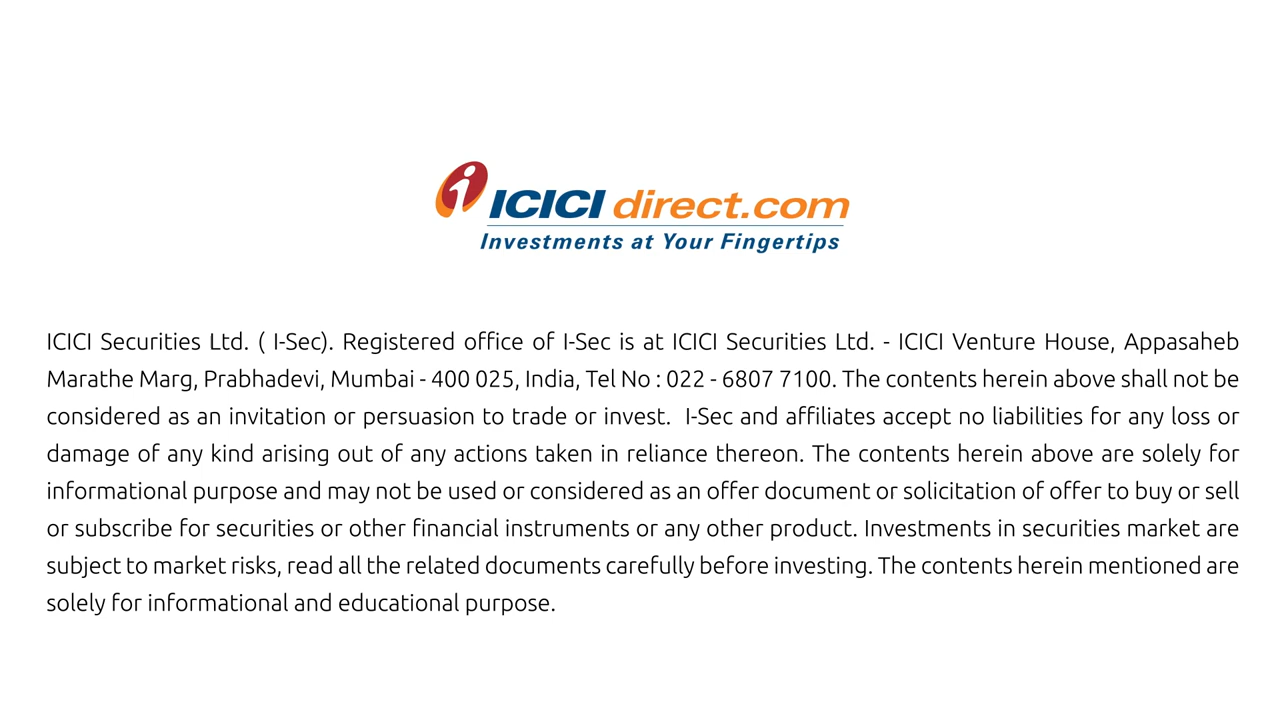 i ICICI direct.com
Investments at Your Fingertips
ICICI Securities Ltd. ( I-Sec). Registered office of I-Sec is at ICICI Securities Ltd. - ICICI Venture House, Appasaheb
Marathe Marg, Prabhadevi, Mumbai - 400 025, India, Tel No : 022 - 6807 7100. The contents herein above shall not be
considered as an invitation or persuasion to trade or invest.  I-Sec and affiliates accept no liabilities for any loss or
damage of any kind arising out of any actions taken in reliance thereon. The contents herein above are solely for
informational purpose and may not be used or considered as an offer document or solicitation of offer to buy or sell
or subscribe for securities or other financial instruments or any other product. Investments in securities market are
subject to market risks, read all the related documents carefully before investing. The contents herein mentioned are
solely for informational and educational purpose.